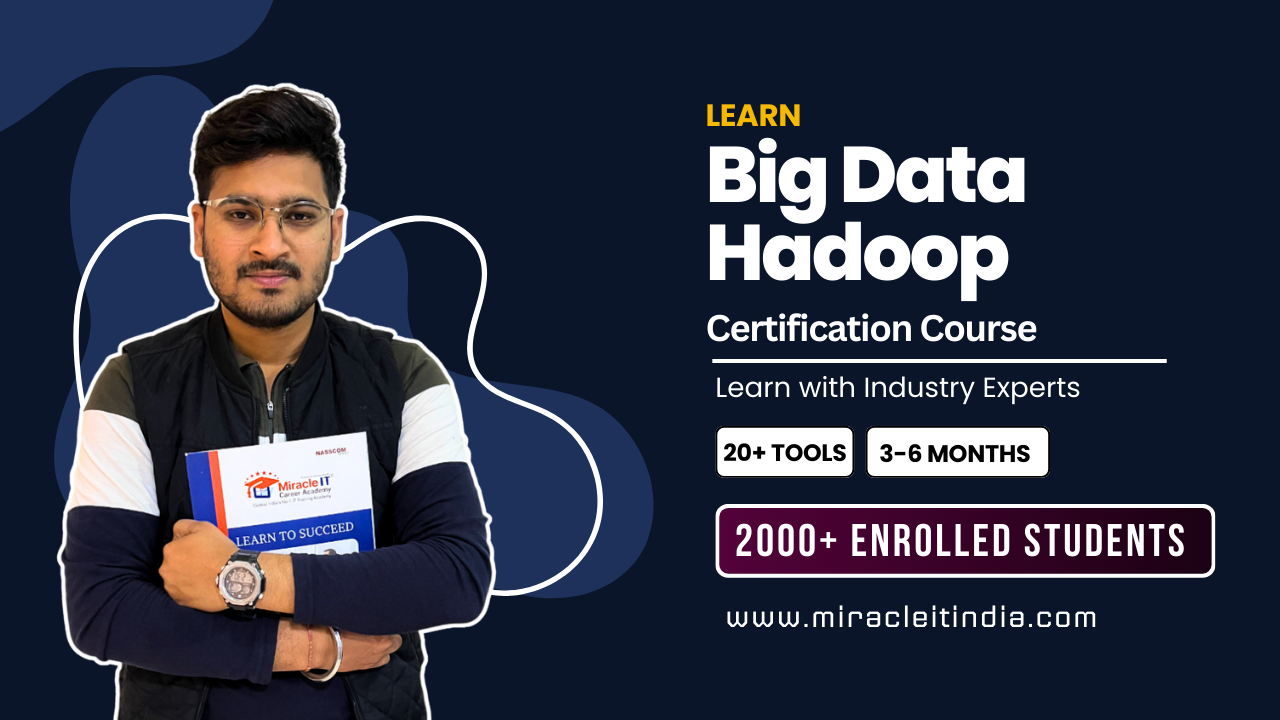 LEARN
Big Data
Hadoop
Certification Course
Learn with Industry Experts
20+ TOOLS
3-6 MONTHS
2000+ ENROLLED STUDENTS
www.miracleitindia.com
NASSCOM
Miracle IT
Career Academy
LEARN TO SUCCEED